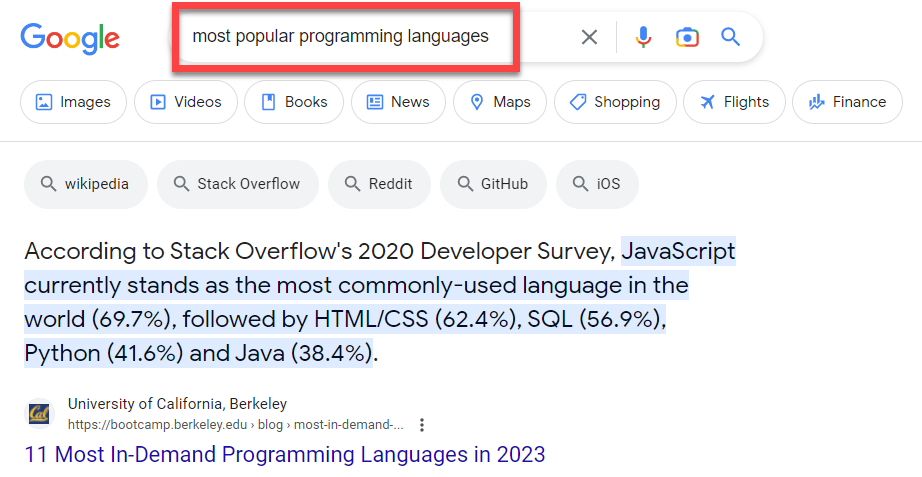 Google
most popular programming languages
Images Videos Books News Maps Shopping Flights Finance
wikipedia Stack Overflow Reddit GitHub iOS
According to Stack Overflow's 2020 Developer Survey, JavaScript
currently stands as the most commonly-used language in the
world (69.7%), followed by HTML/CSS (62.4%), SQL (56.9%),
Python (41.6%) and Java (38.4%).
Cal
University of California, Berkeley
https://bootcamp.berkeley.edu › blog › most-in-demand-...
11 Most In-Demand Programming Languages in 2023